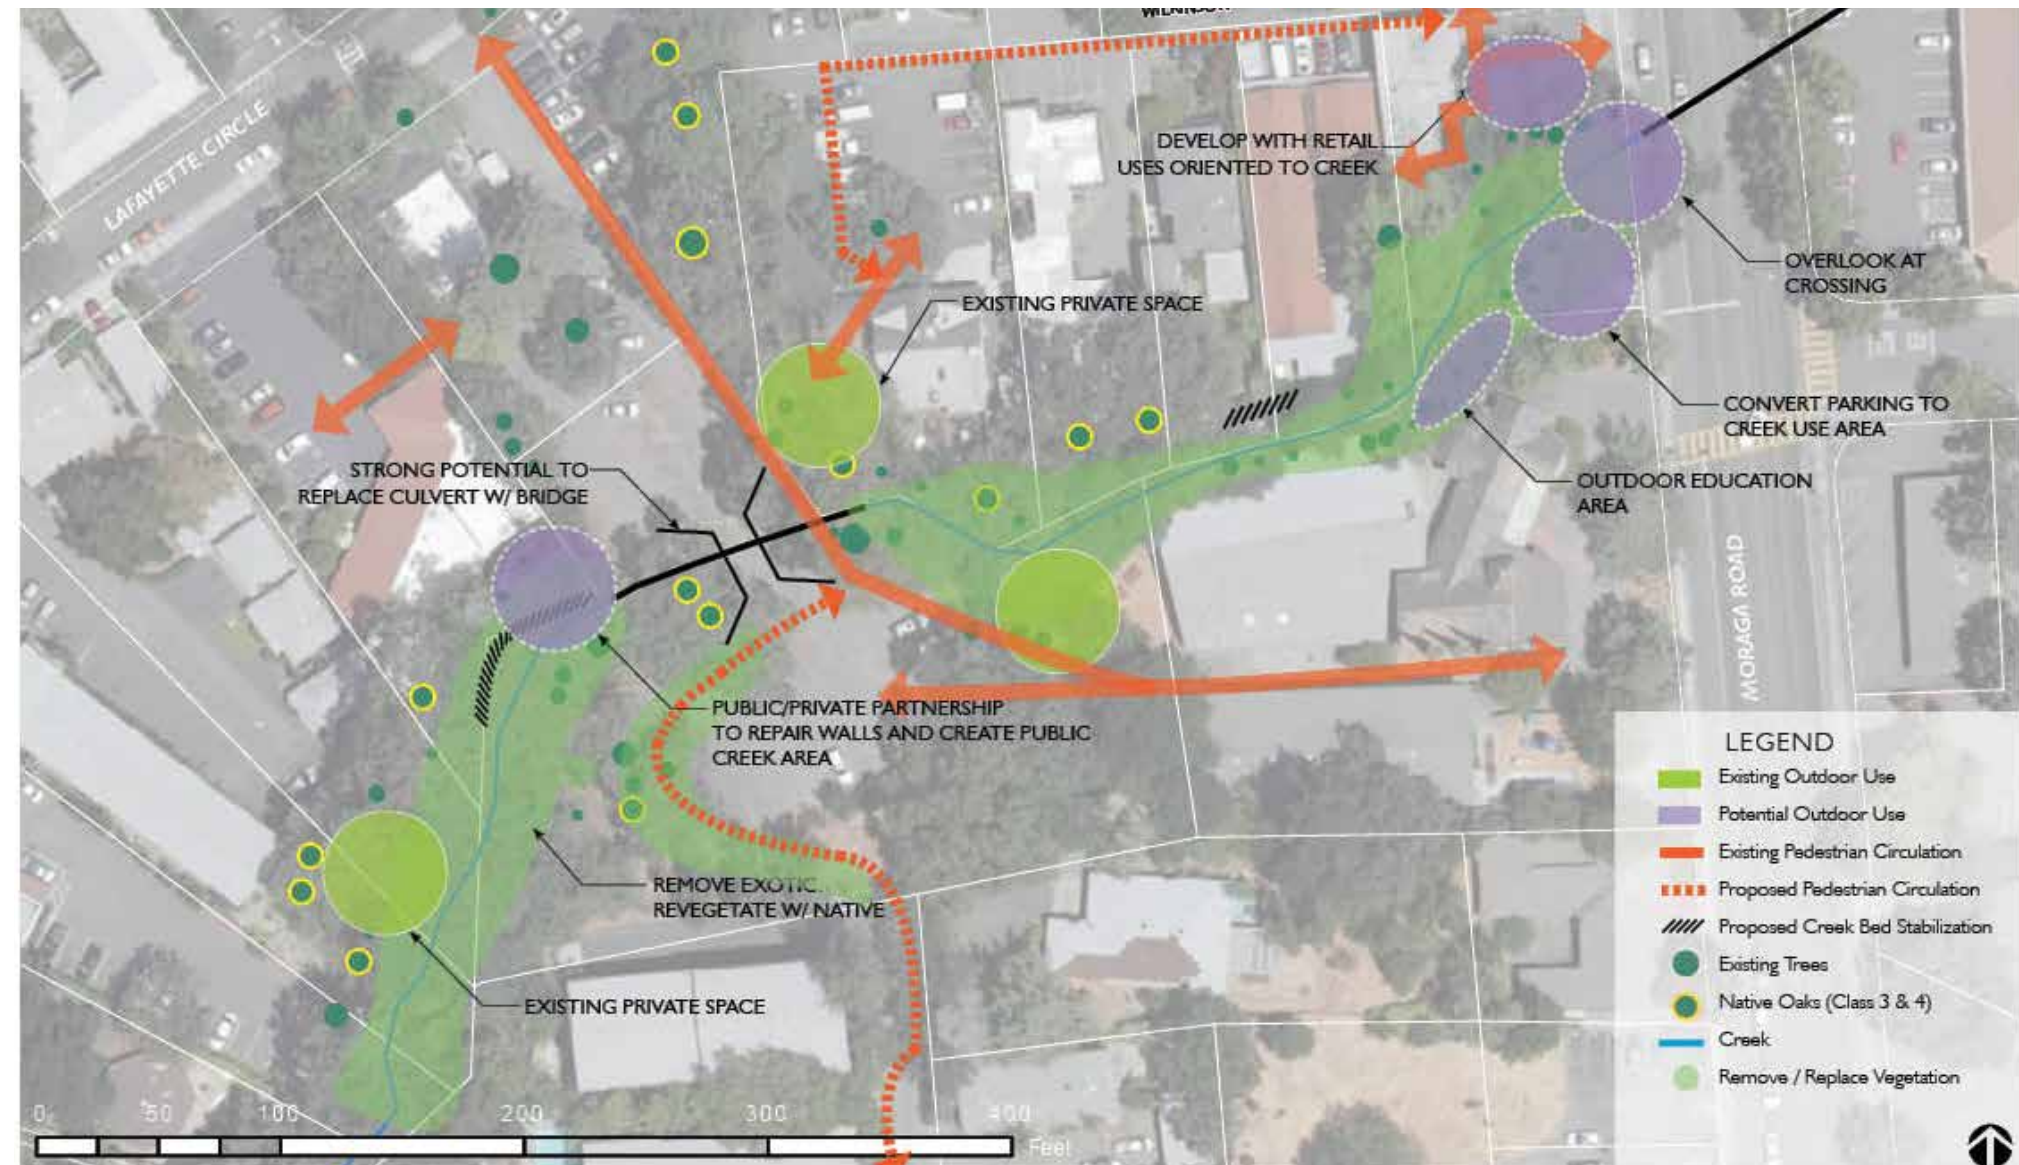 LAFAYETTE CIRCLE
DEVELOP WITH RETAIL
USES ORIENTED TO CREEK
OVERLOOK AT
CROSSING
EXISTING PRIVATE SPACE
CONVERT PARKING TO
CREEK USE AREA
STRONG POTENTIAL TO
REPLACE CULVERT W/ BRIDGE
OUTDOOR EDUCATION
AREA
MORAGA ROAD
PUBLIC/PRIVATE PARTNERSHIP
TO REPAIR WALLS AND CREATE PUBLIC
CREEK AREA
REMOVE EXOTIC
REVEGETATE W/ NATIVE
EXISTING PRIVATE SPACE
LEGEND
Existing Outdoor Use
Potential Outdoor Use
Existing Pedestrian Circulation
Proposed Pedestrian Circulation
Proposed Creek Bed Stabilization
Existing Trees
Native Oaks (Class 3 & 4)
Creek
Remove / Replace Vegetation
0 50 100 200 300 400
Feet